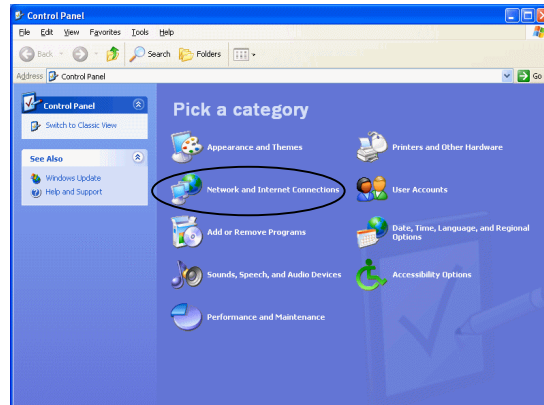 Control Panel
File Edit View Favorites Tools Help
Back Search Folders
Address Control Panel Go
Control Panel
Switch to Classic View
See Also
Windows Update
Help and Support
Pick a category
Appearance and Themes
Printers and Other Hardware
Network and Internet Connections
User Accounts
Add or Remove Programs
Date, Time, Language, and Regional
Options
Sounds, Speech, and Audio Devices
Accessibility Options
Performance and Maintenance